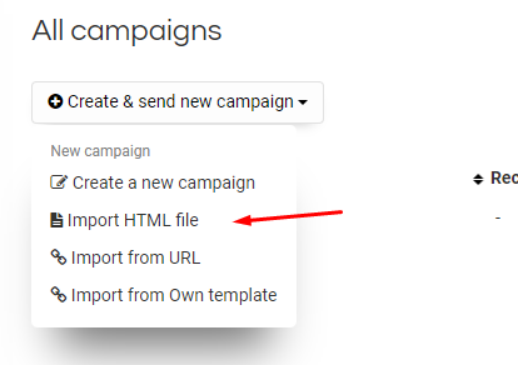 All campaigns
Create & send new campaign
New campaign
Create a new campaign
Rec
Import HTML file
-
Import from URL
Import from Own template